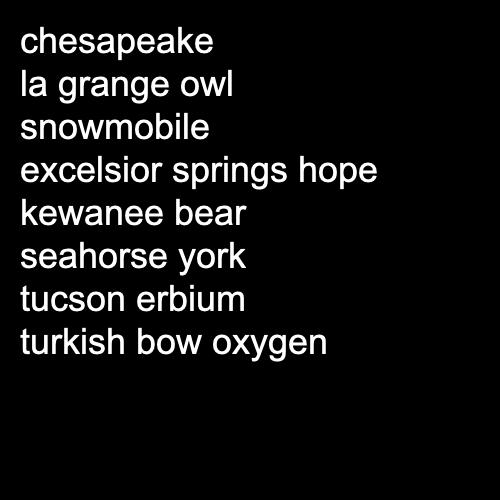 chesapeake
la grange owl
snowmobile
excelsior springs hope
kewanee bear
seahorse york
tucson erbium
turkish bow oxygen